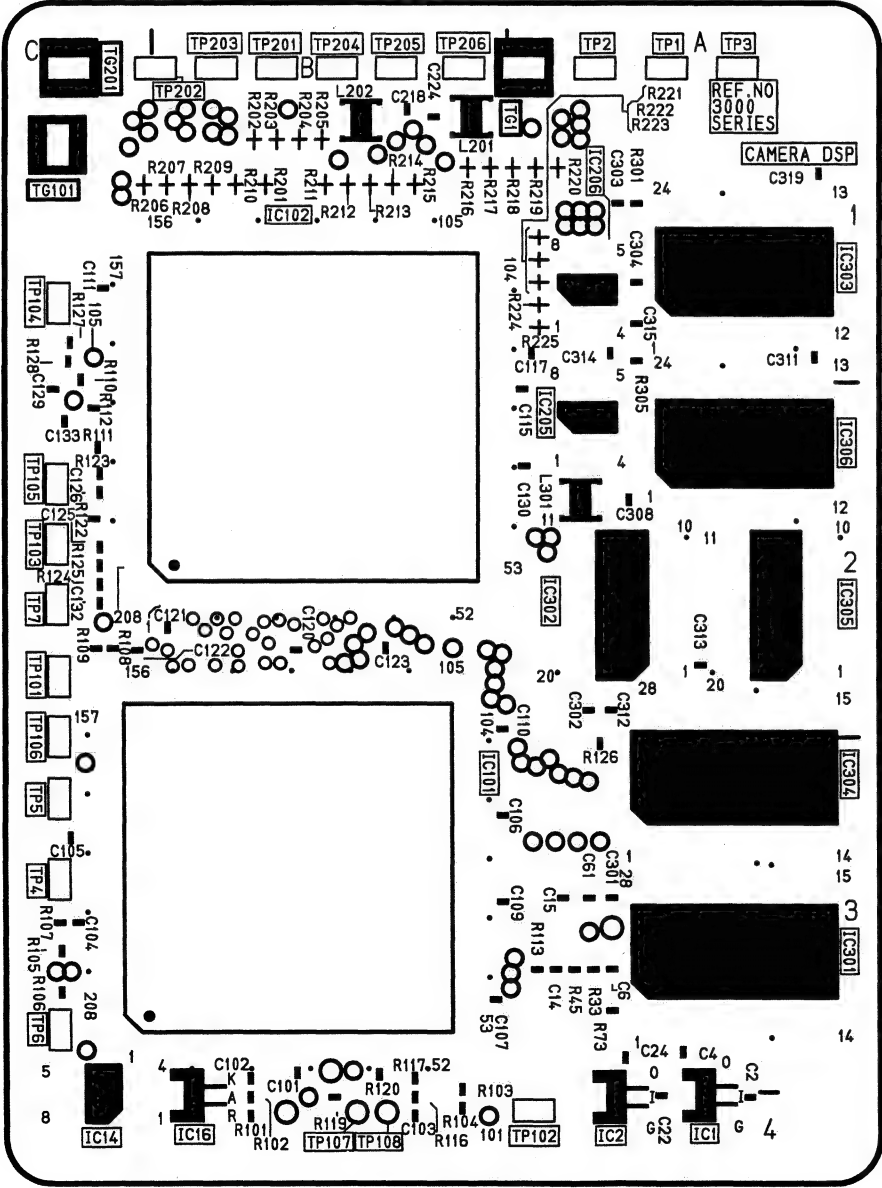 C
TG201
TP203
TP201
TP204
TP205
TP206
TP2
TP1
A
TP3
B
TP202
L202
C218
C224
L201
TG1
R221
R222
R223
REF.NO
3000
SERIES
CAMERA DSP
TG101
R202
R203
R204
R205
R207
R209
R214
R206
R208
R210
R201
R211
R212
R213
R215
R216
R217
R218
R219
R220
IC206
C303
R301
24
C319
13
156
IC102
105
1
8
5
C304
IC303
TP104
C111
157
R127
105
104
R224
1
R225
C117
4
C315
1
24
12
C314
C311
13
R128
C129
R110
R112
C133
R111
8
5
R305
C115
IC205
IC306
R123
TP105
C126
C125
R122
1
4
C130
L301
11
C308
1
12
10
TP103
R125
R124
TP7
C132
10
11
2
53
IC302
IC305
208
C121
C120
52
C122
C123
105
R109
R108
156
TP101
C313
20
28
1
20
1
15
157
TP106
104
C110
C302
C312
R126
IC101
IC304
TP5
C105
C106
TP4
C61
C301
1
28
14
15
R107
C104
C109
C15
3
R113
IC301
R105
R106
208
TP6
53
C107
C14
R45
R33
C6
R73
14
1
5
8
IC14
4
1
IC16
C102
K
A
R
R101
R102
C101
R119
TP107
R120
TP108
R117
52
C103
R116
R104
R103
101
TP102
1
C24
O
I
G
C22
IC2
C4
O
I
G
C2
IC1
4